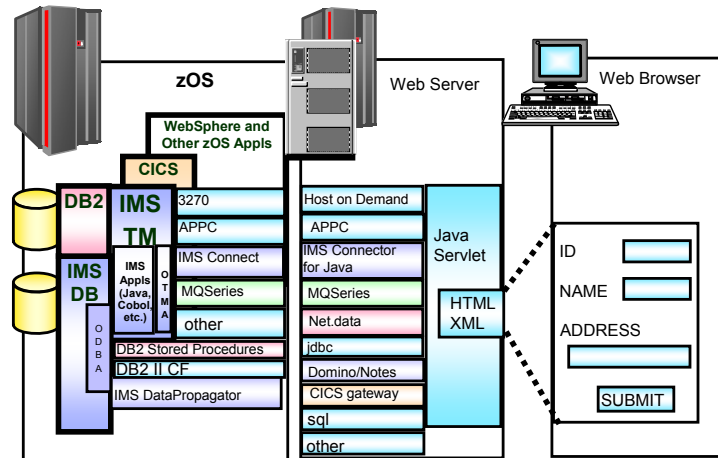 zOS
Web Server
Web Browser
WebSphere and
Other zOS Appls
CICS
DB2
IMS
TM
3270
APPC
IMS Connect
MQSeries
other
IMS
DB
IMS
Appls
(Java,
Cobol,
etc.)
O
T
M
A
O
D
B
A
DB2 Stored Procedures
DB2 II CF
IMS DataPropagator
Host on Demand
APPC
IMS Connector
for Java
MQSeries
Net.data
jdbc
Domino/Notes
CICS gateway
sql
other
Java
Servlet
HTML
XML
ID
NAME
ADDRESS
SUBMIT